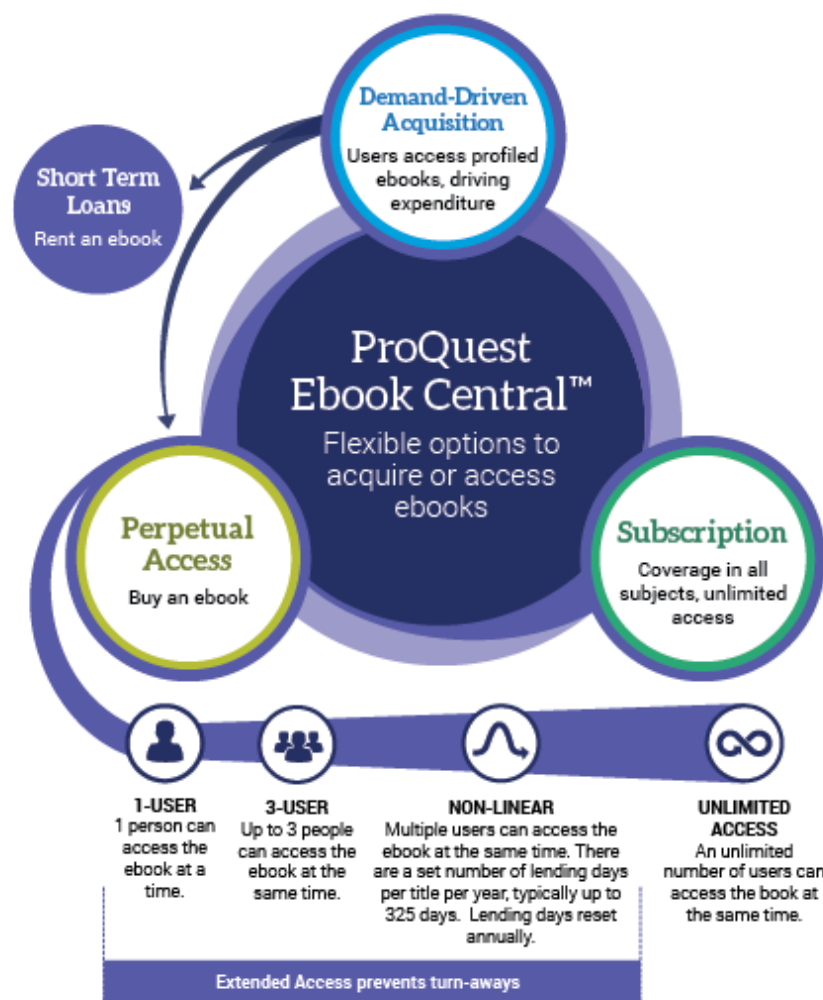 Demand-Driven
Acquisition
Users access profiled
ebooks, driving
expenditure
Short Term
Loans
Rent an ebook
ProQuest
Ebook Central™
Flexible options to
acquire or access
ebooks
Perpetual
Access
Buy an ebook
Subscription
Coverage in all
subjects, unlimited
access
1-USER
1 person can
access the
ebook at a
time.
3-USER
Up to 3 people
can access the
ebook at the
same time.
NON-LINEAR
Multiple users can access the
ebook at the same time. There
are a set number of lending days
per title per year, typically up to
325 days. Lending days reset
annually.
UNLIMITED
ACCESS
An unlimited
number of users can
access the book at
the same time.
Extended Access prevents turn-aways